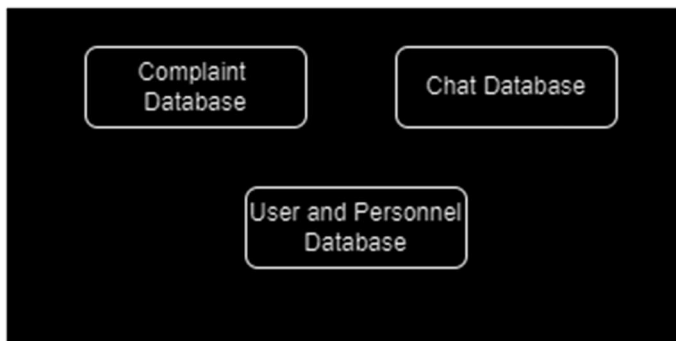 Complaint
Database
Chat Database
User and Personnel
Database